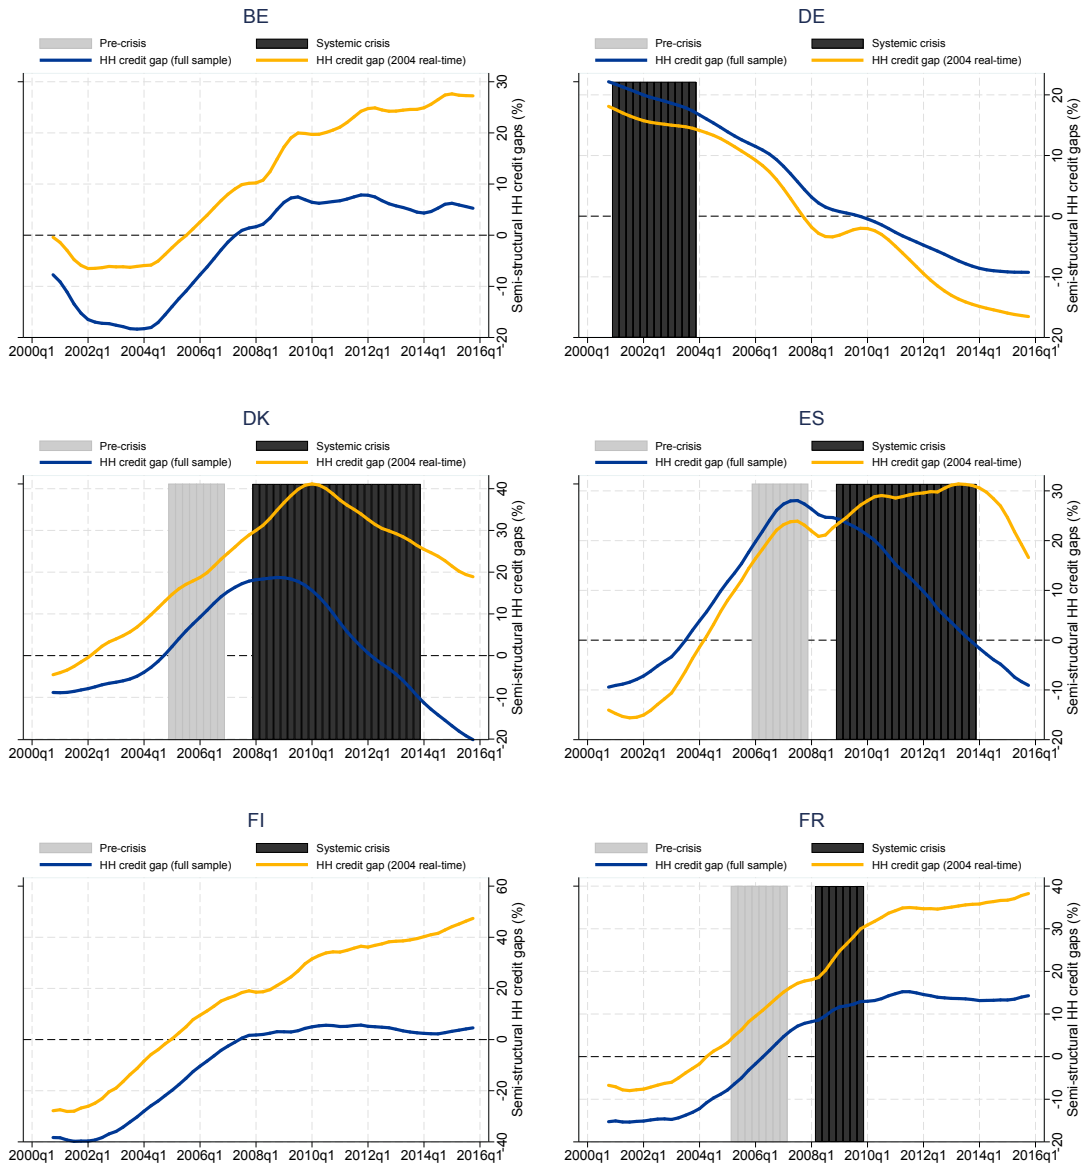 BE
Pre-crisis
Systemic crisis
HH credit gap (full sample)
HH credit gap (2004 real-time)
30
20
10
0
-10
-20
Semi-structural HH credit gaps (%)
2000q1 2002q1 2004q1 2006q1 2008q1 2010q1 2012q1 2014q1 2016q1
DE
Pre-crisis
Systemic crisis
HH credit gap (full sample)
HH credit gap (2004 real-time)
20
10
0
-10
-20
Semi-structural HH credit gaps (%)
2000q1 2002q1 2004q1 2006q1 2008q1 2010q1 2012q1 2014q1 2016q1
DK
Pre-crisis
Systemic crisis
HH credit gap (full sample)
HH credit gap (2004 real-time)
40
30
20
10
0
-10
-20
Semi-structural HH credit gaps (%)
2000q1 2002q1 2004q1 2006q1 2008q1 2010q1 2012q1 2014q1 2016q1
ES
Pre-crisis
Systemic crisis
HH credit gap (full sample)
HH credit gap (2004 real-time)
30
20
10
0
-10
-20
Semi-structural HH credit gaps (%)
2000q1 2002q1 2004q1 2006q1 2008q1 2010q1 2012q1 2014q1 2016q1
FI
Pre-crisis
Systemic crisis
HH credit gap (full sample)
HH credit gap (2004 real-time)
60
40
20
0
-20
-40
Semi-structural HH credit gaps (%)
2000q1 2002q1 2004q1 2006q1 2008q1 2010q1 2012q1 2014q1 2016q1
FR
Pre-crisis
Systemic crisis
HH credit gap (full sample)
HH credit gap (2004 real-time)
40
30
20
10
0
-10
-20
Semi-structural HH credit gaps (%)
2000q1 2002q1 2004q1 2006q1 2008q1 2010q1 2012q1 2014q1 2016q1